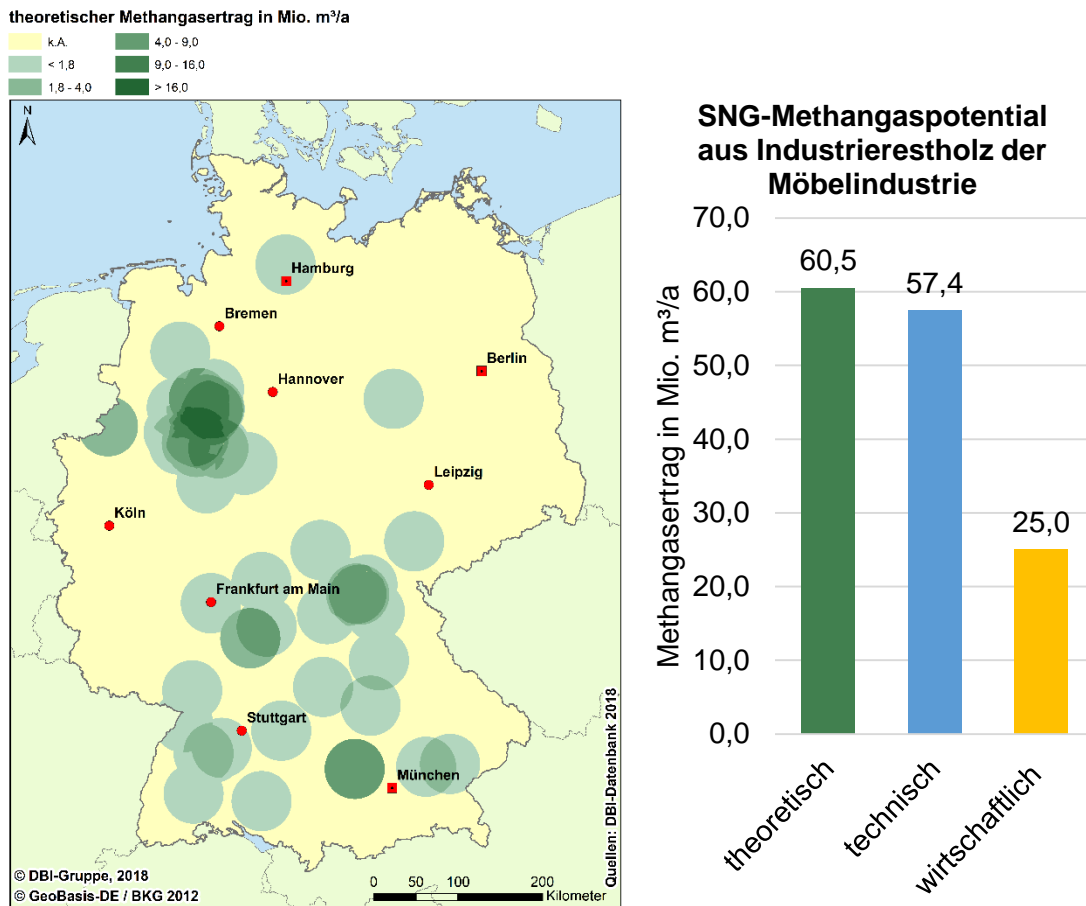 theoretischer Methangasertrag in Mio. m³/a
k.A.
< 1,8
1,8 - 4,0
4,0 - 9,0
9,0 - 16,0
> 16,0
N
Hamburg
Bremen
Berlin
Hannover
Leipzig
Köln
Frankfurt am Main
Stuttgart
München
© DBI-Gruppe, 2018
© GeoBasis-DE / BKG 2012
0 50 100 200
Kilometer
Quellen: DBI-Datenbank 2018
SNG-Methangaspotential
aus Industrierestholz der
Möbelindustrie
Methangasertrag in Mio. m³/a
70,0
60,0
50,0
40,0
30,0
20,0
10,0
0,0
60,5
57,4
25,0
theoretisch
technisch
wirtschaftlich